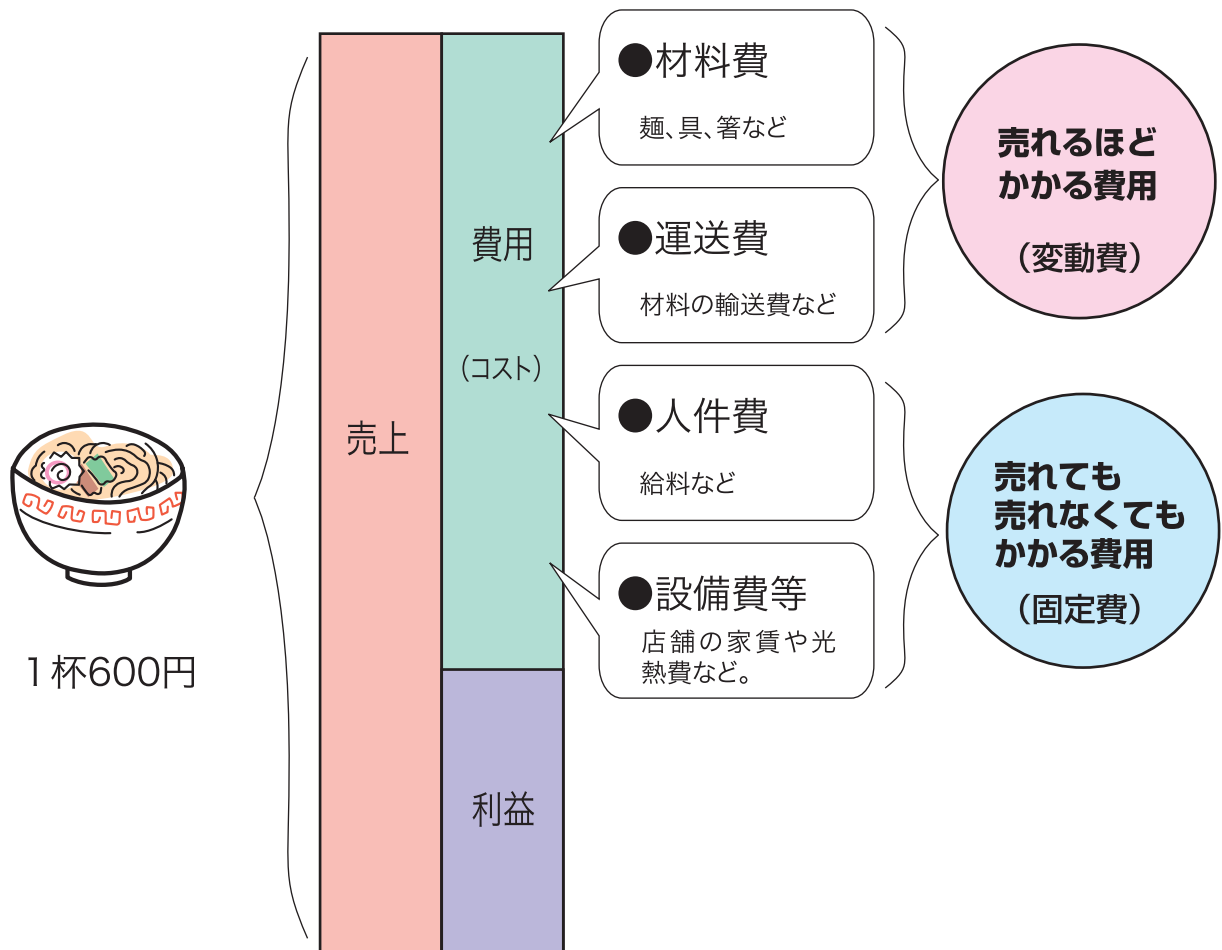 1杯600円
売上
費用
（コスト）
利益
●材料費
麺、具、箸など
●運送費
材料の輸送費など
●人件費
給料など
●設備費等
店舗の家賃や光
熱費など。
売れるほど
かかる費用
（変動費）
売れても
売れなくても
かかる費用
（固定費）